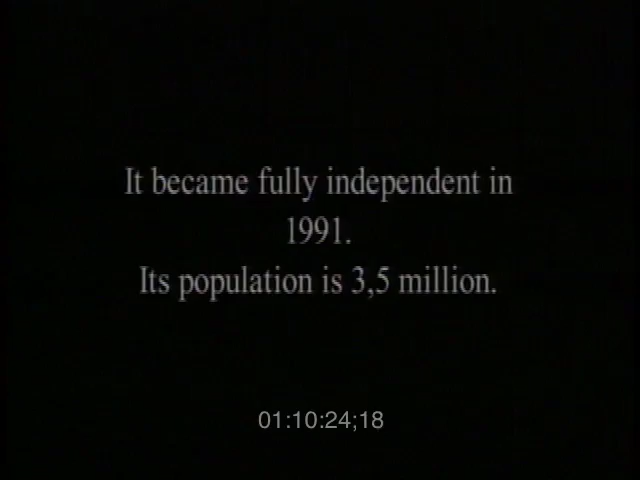 It became fully independent in
1991.
Its population is 3,5 million.
01:10:24;18